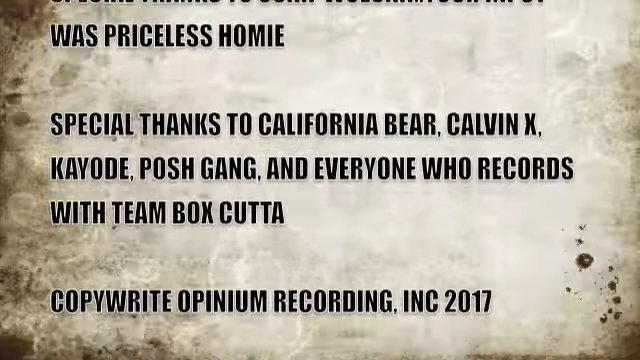 WAS PRICELESS HOMIE
SPECIAL THANKS TO CALIFORNIA BEAR, CALVIN X,
KAYODE, POSH GANG, AND EVERYONE WHO RECORDS
WITH TEAM BOX CUTTA
COPYWRITE OPINIUM RECORDING, INC 2017